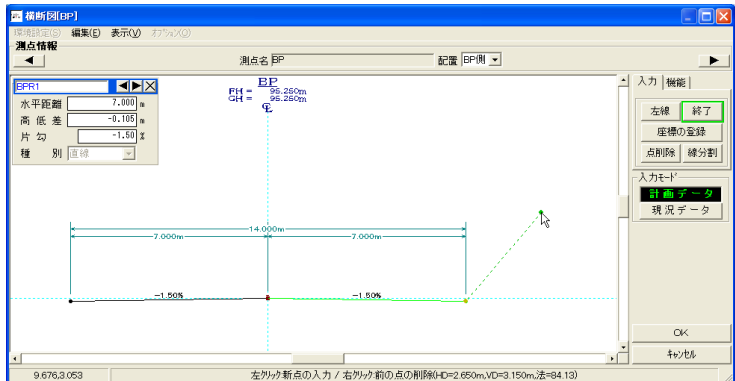 横断図[BP]
環境設定(S) 編集(E) 表示(V) オプション(O)
測点情報
測点名 BP 配置 BP側
BPR1
水平距離 7.000 m
高低差 -0.105 m
片勾 -1.50 %
種別 直線
BP
FH = 95.250m
GH = 95.250m
14.000m
7.000m 7.000m
-1.50% -1.50%
入力 機能
左線 終了
座標の登録
点削除 線分割
入力モード
計画データ
現況データ
OK
キャンセル
9.676,3.053 左クリック:新点の入力 / 右クリック:前の点の削除(HD=2.650m,VD=3.150m,法=84.13)